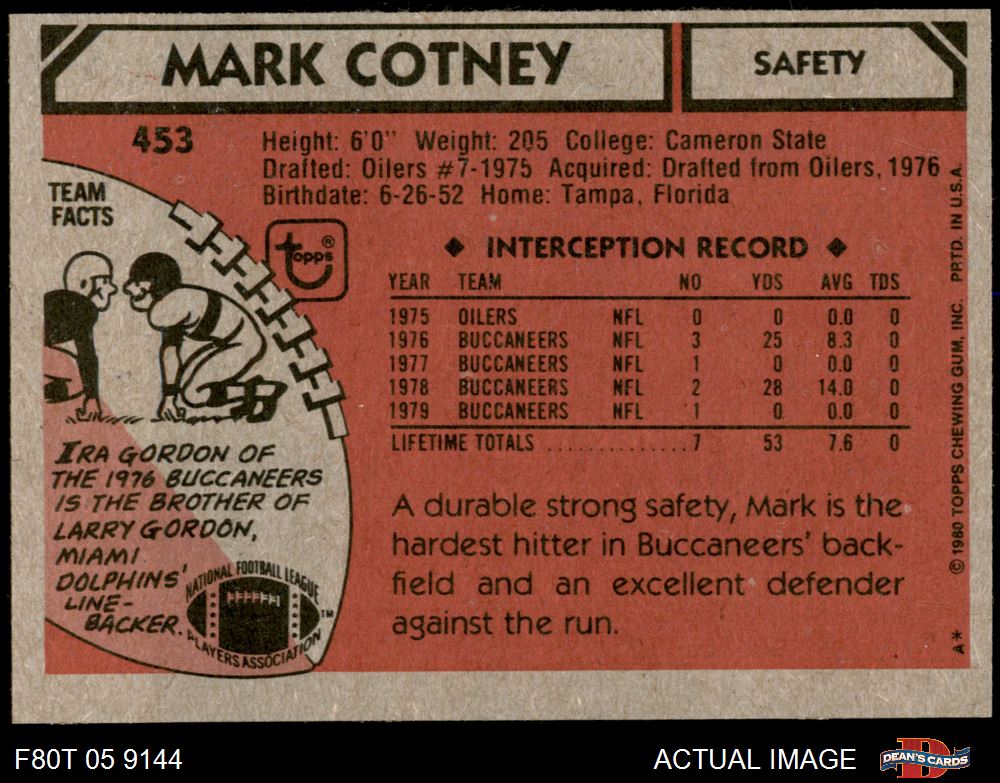 MARK COTNEY
SAFETY
453
Height: 6'0" Weight: 205 College: Cameron State
Drafted: Oilers #7-1975 Acquired: Drafted from Oilers, 1976
Birthdate: 6-26-52 Home: Tampa, Florida
TEAM
FACTS
topps®
◆ INTERCEPTION RECORD ◆
YEAR TEAM NO YDS AVG TDS
1975 OILERS NFL 0 0 0.0 0
1976 BUCCANEERS NFL 3 25 8.3 0
1977 BUCCANEERS NFL 1 0 0.0 0
1978 BUCCANEERS NFL 2 28 14.0 0
1979 BUCCANEERS NFL 1 0 0.0 0
LIFETIME TOTALS .............. 7 53 7.6 0
IRA GORDON OF
THE 1976 BUCCANEERS
IS THE BROTHER OF
LARRY GORDON,
MIAMI
DOLPHINS'
LINE-
BACKER.
NATIONAL FOOTBALL LEAGUE
PLAYERS ASSOCIATION
TM
A durable strong safety, Mark is the
hardest hitter in Buccaneers' back-
field and an excellent defender
against the run.
A* © 1980 TOPPS CHEWING GUM, INC. PRTD. IN U.S.A.
F80T 05 9144
ACTUAL IMAGE
D
DEAN'S CARDS